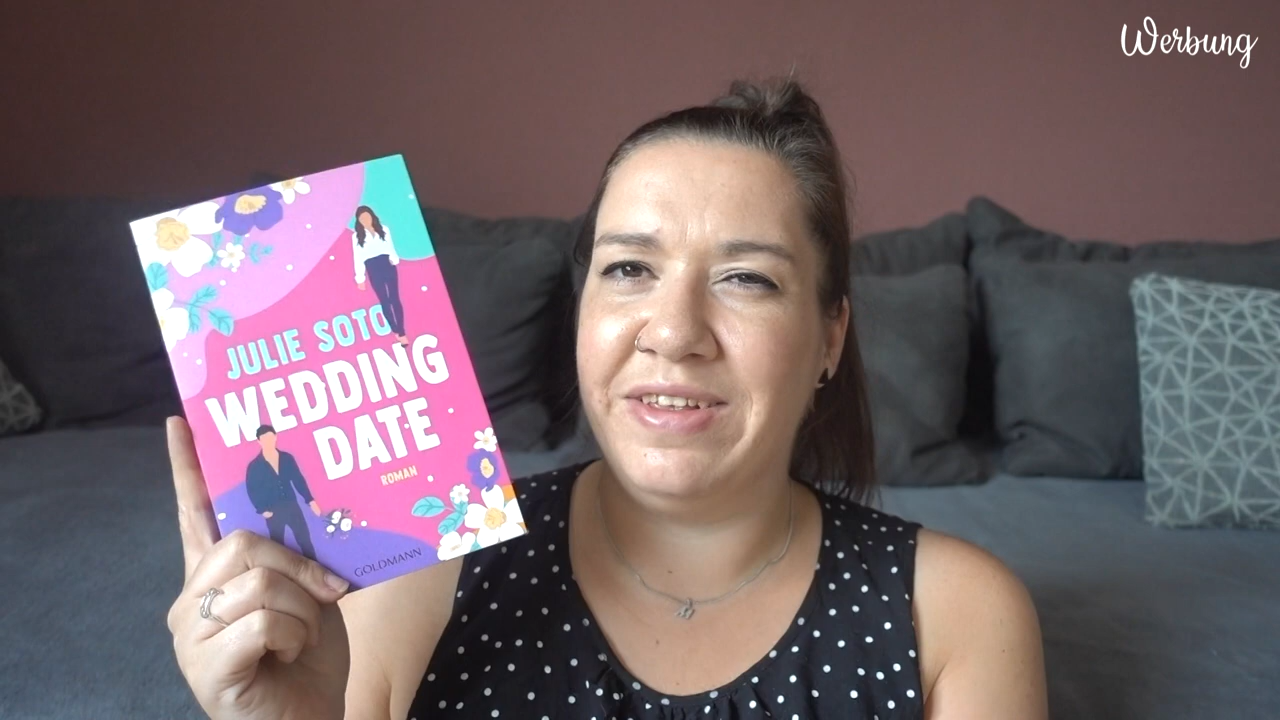 Werbung
JULIE SOTO
WEDDING
DATE
ROMAN
GOLDMANN